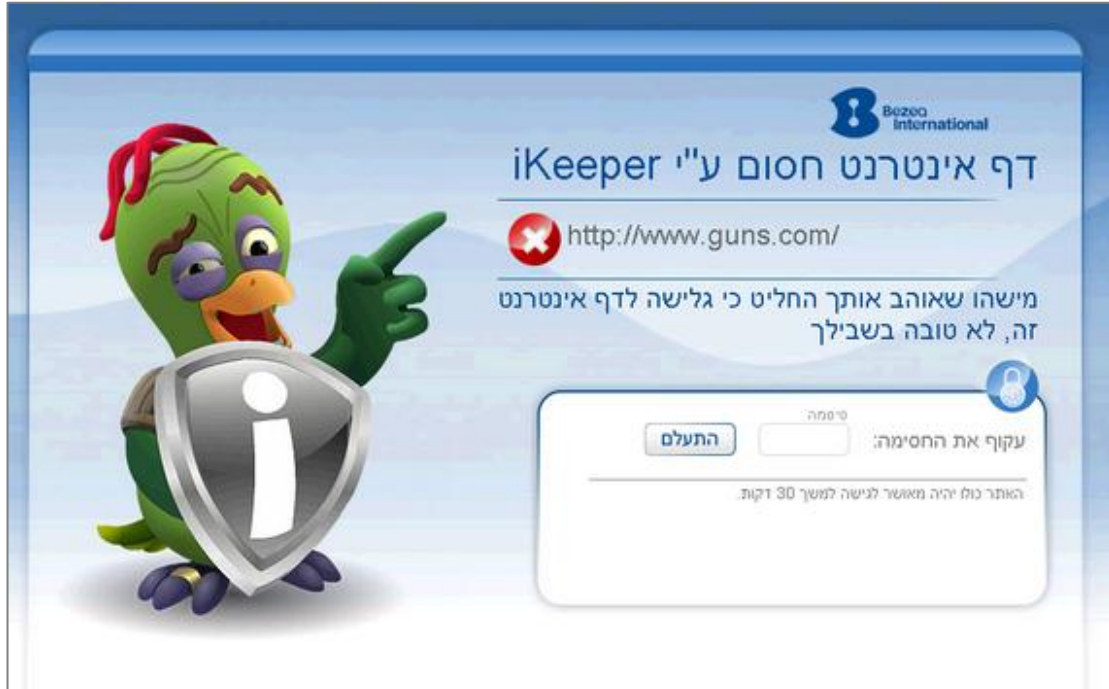 Bezeq
International
דף אינטרנט חסום ע"י iKeeper
http://www.guns.com/
מישהו שאוהב אותך החליט כי גלישה לדף אינטרנט
זה, לא טובה בשבילך
סיסמה
עקוף את החסימה: התעלם
האתר כולו יהיה מאושר לגישה למשך 30 דקות.
i